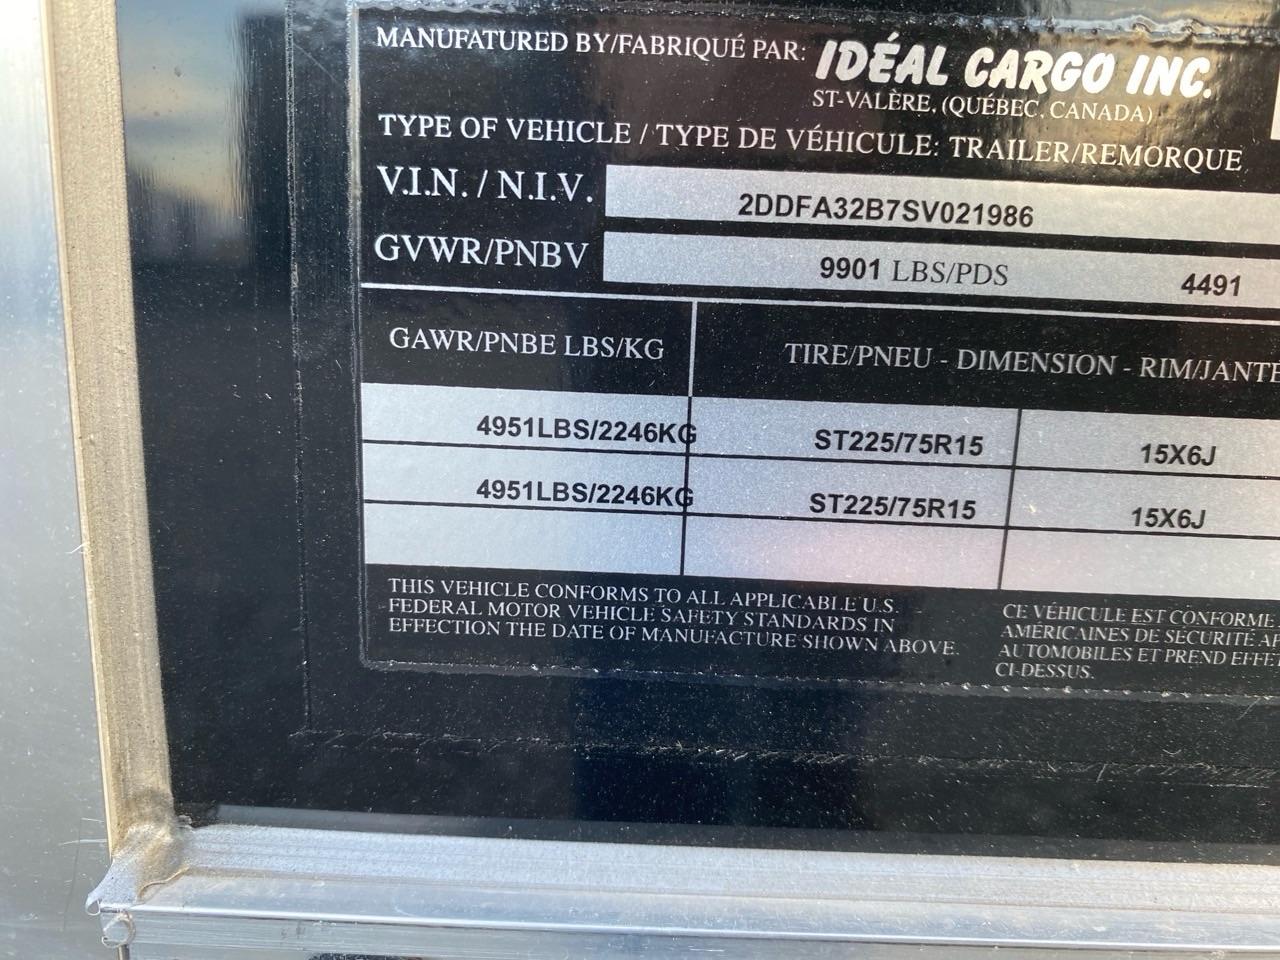 MANUFATURED BY/FABRIQUÉ PAR: IDÉAL CARGO INC.
ST-VALÈRE, (QUÉBEC, CANADA)
TYPE OF VEHICLE / TYPE DE VÉHICULE: TRAILER/REMORQUE
V.I.N. / N.I.V. 2DDFA32B7SV021986
GVWR/PNBV 9901 LBS/PDS 4491
GAWR/PNBE LBS/KG TIRE/PNEU - DIMENSION - RIM/JANTE
4951LBS/2246KG ST225/75R15 15X6J
4951LBS/2246KG ST225/75R15 15X6J
THIS VEHICLE CONFORMS TO ALL APPLICABLE U.S.
FEDERAL MOTOR VEHICLE SAFETY STANDARDS IN
EFFECTION THE DATE OF MANUFACTURE SHOWN ABOVE.
CE VÉHICULE EST CONFORME
AMÉRICAINES DE SÉCURITÉ
AUTOMOBILES ET PREND
CI-DESSUS.